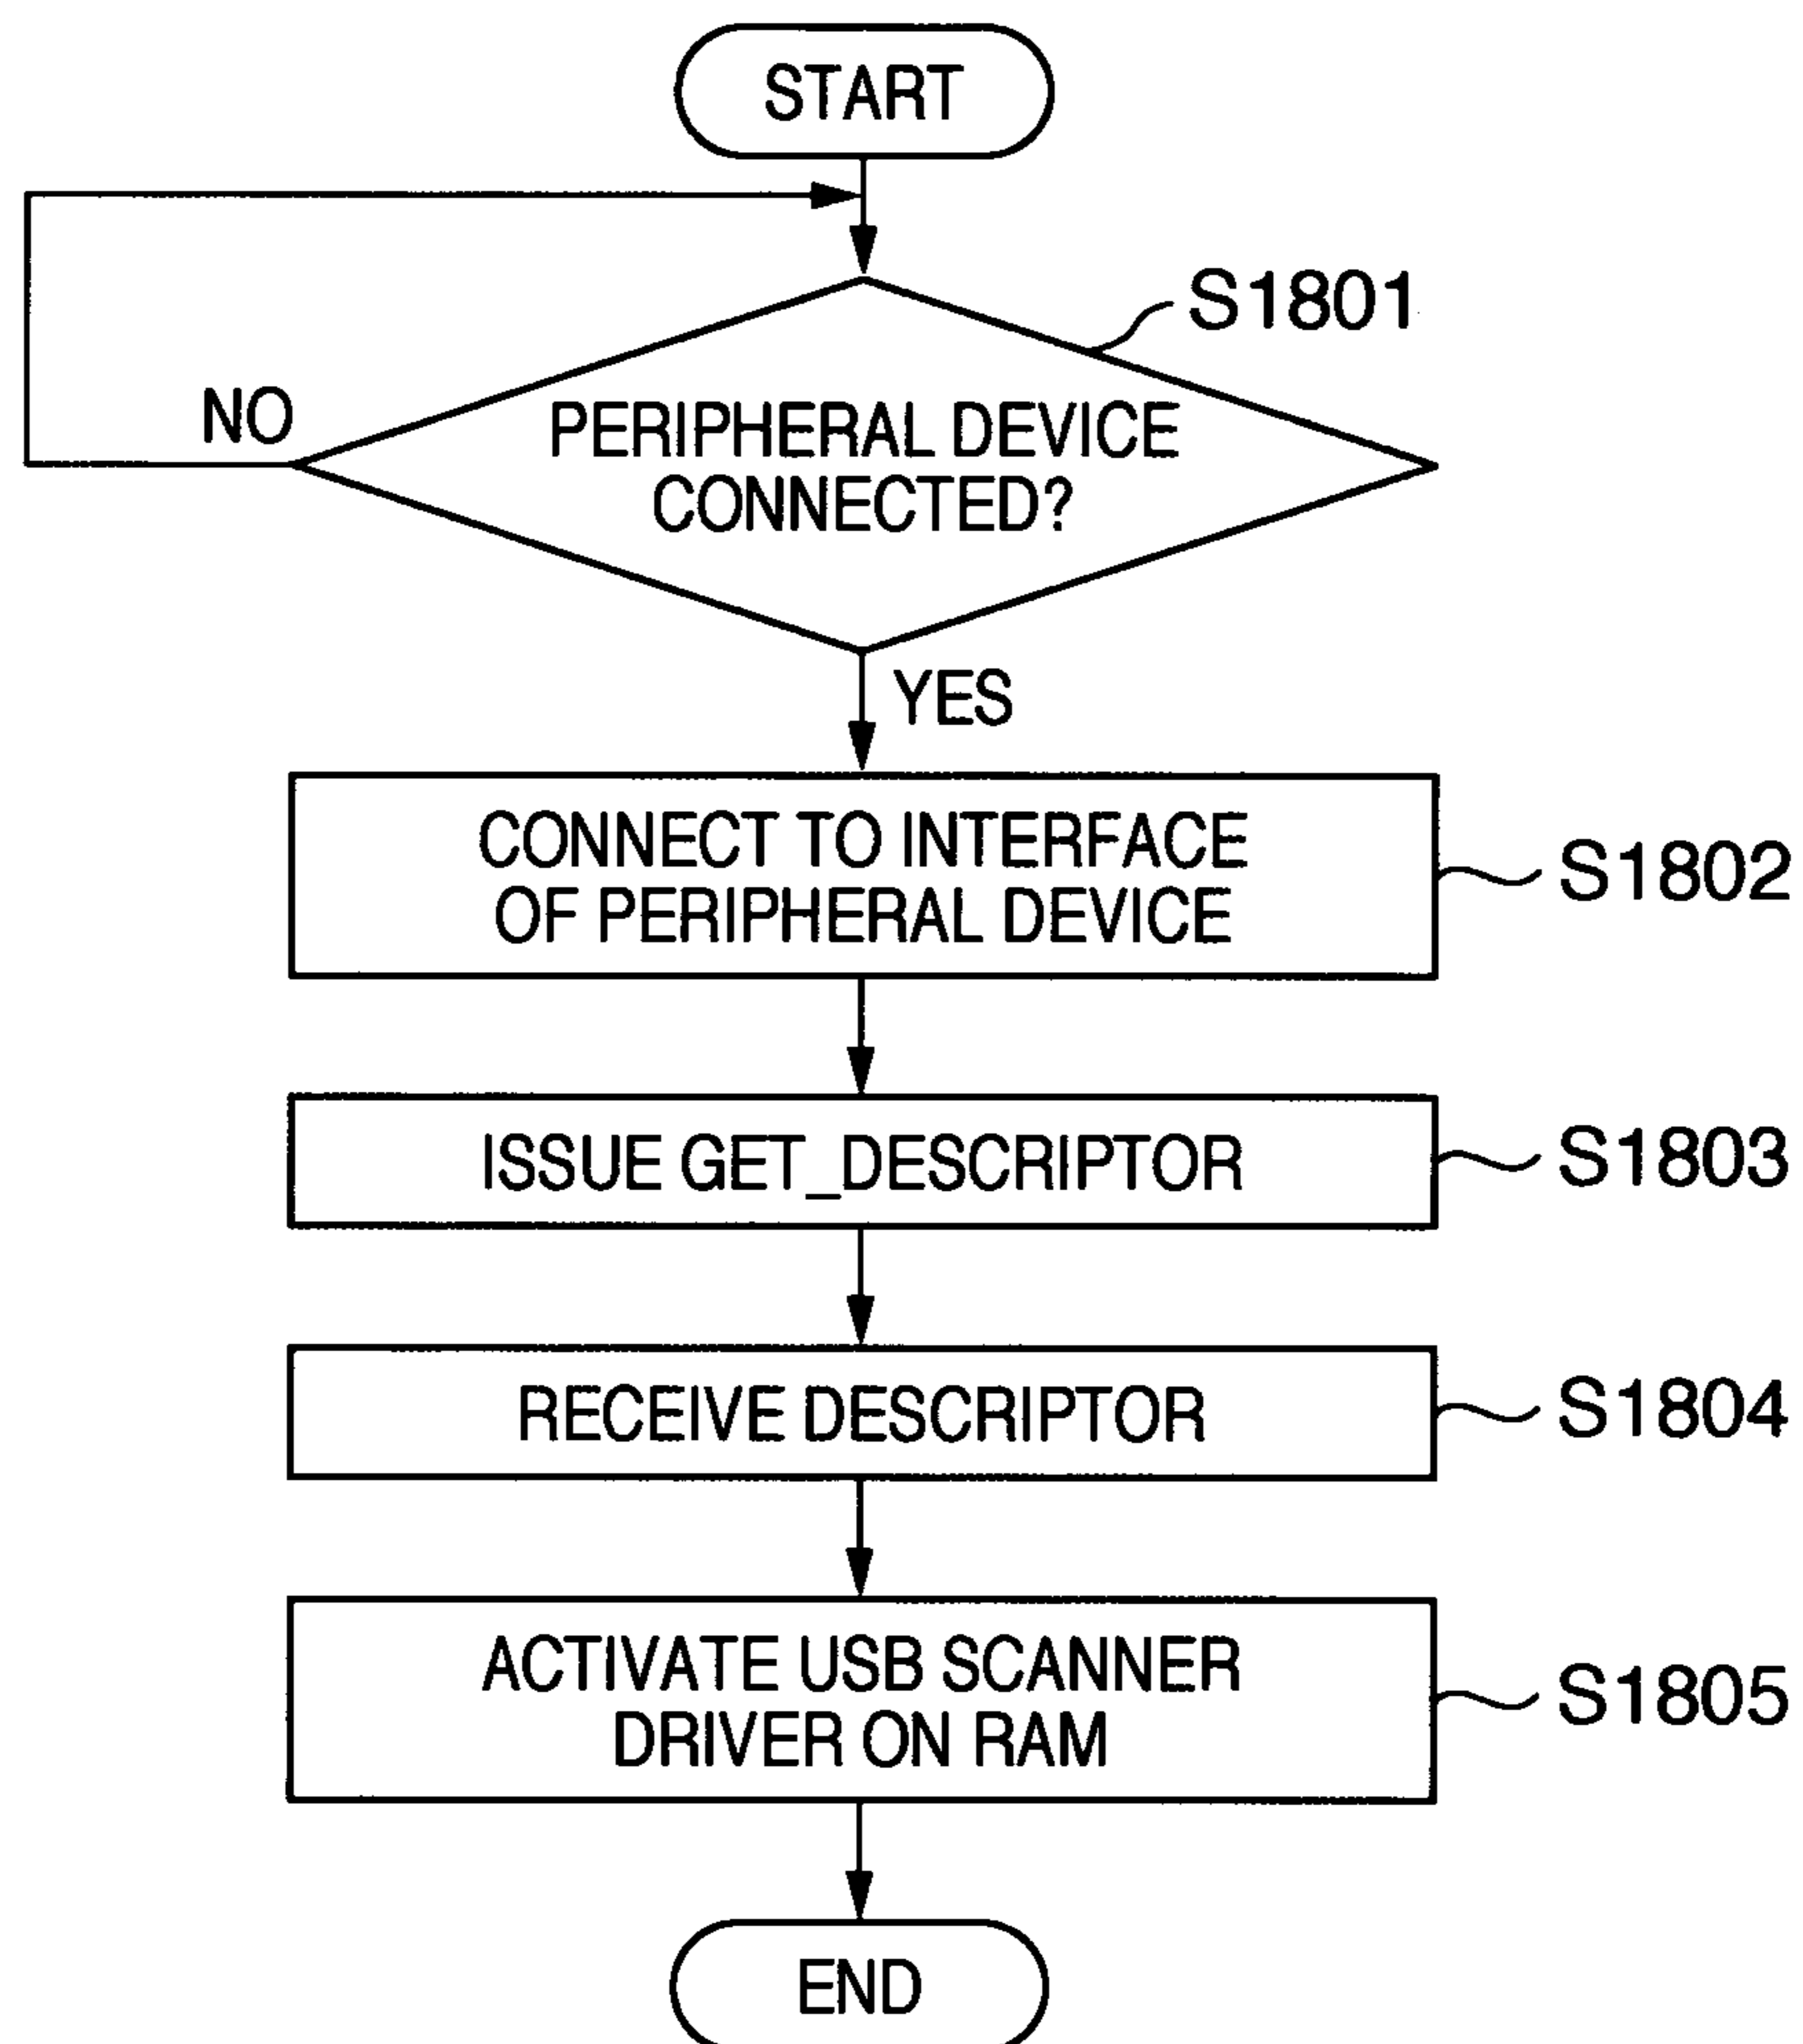 START
S1801
NO
PERIPHERAL DEVICE
CONNECTED?
YES
CONNECT TO INTERFACE
OF PERIPHERAL DEVICE
S1802
ISSUE GET_DESCRIPTOR
S1803
RECEIVE DESCRIPTOR
S1804
ACTIVATE USB SCANNER
DRIVER ON RAM
S1805
END